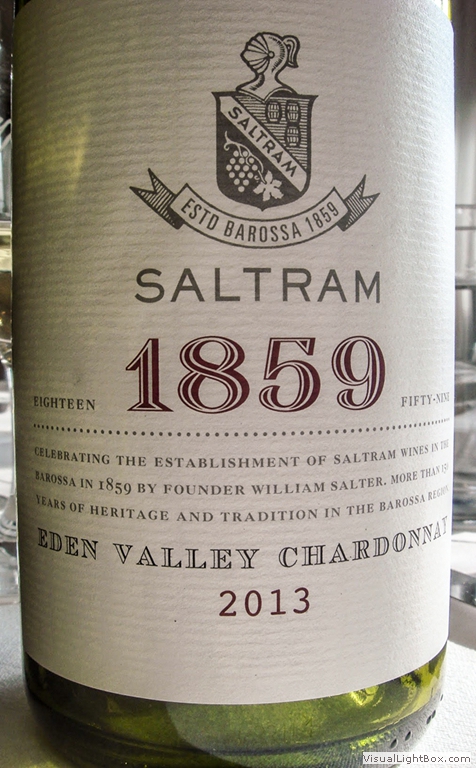 SALTRAM
ESTD BAROSSA 1859
SALTRAM
EIGHTEEN 1859 FIFTY-NINE
CELEBRATING THE ESTABLISHMENT OF SALTRAM WINES IN THE
BAROSSA IN 1859 BY FOUNDER WILLIAM SALTER. MORE THAN 150
YEARS OF HERITAGE AND TRADITION IN THE BAROSSA REGION
EDEN VALLEY CHARDONNAY
2013
VisualLightBox.com